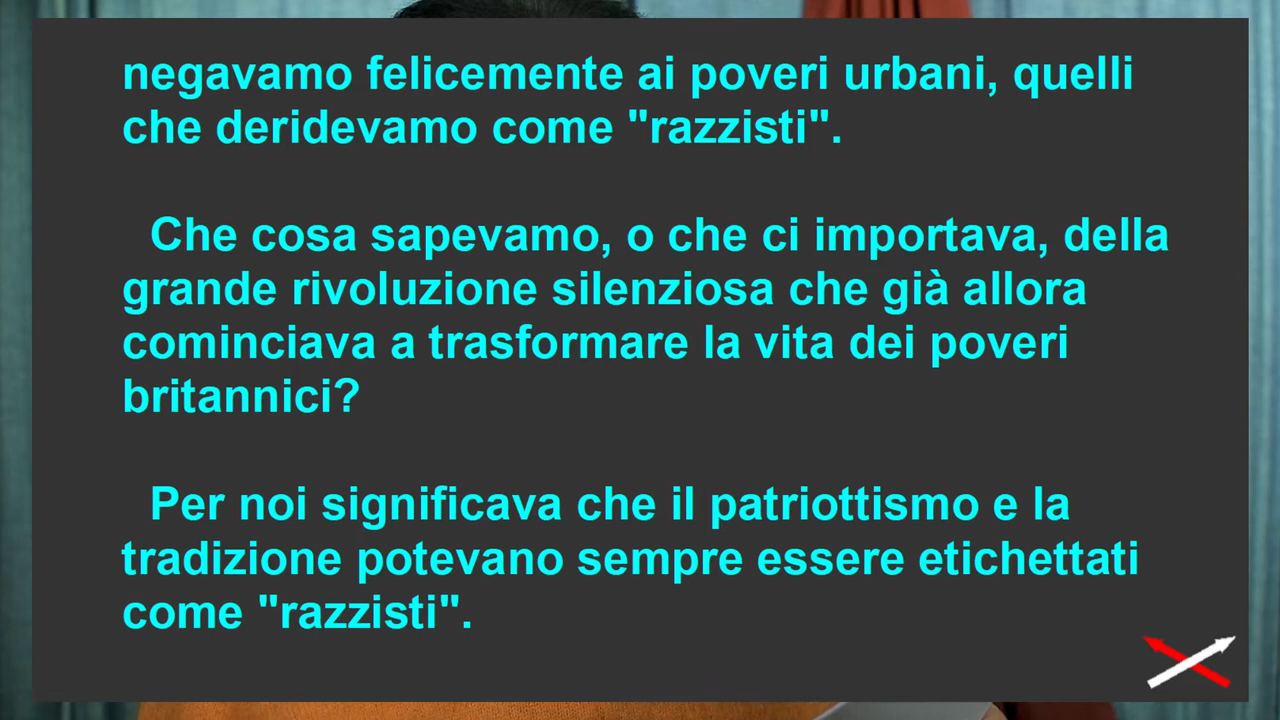 negavamo felicemente ai poveri urbani, quelli
che deridevamo come "razzisti".
Che cosa sapevamo, o che ci importava, della
grande rivoluzione silenziosa che già allora
cominciava a trasformare la vita dei poveri
britannici?
Per noi significava che il patriottismo e la
tradizione potevano sempre essere etichettati
come "razzisti".